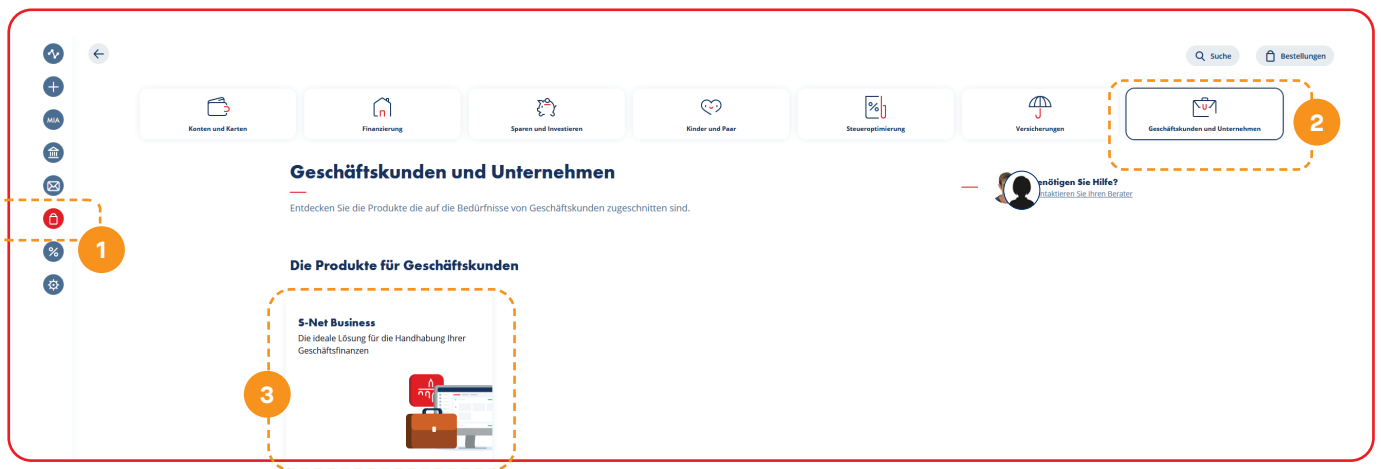 Suche
Bestellungen
MIA
Konten und Karten
Finanzierung
Sparen und Investieren
Kinder und Paar
Steueroptimierung
%
Versicherungen
Geschäftskunden und Unternehmen
2
Geschäftskunden und Unternehmen
enötigen Sie Hilfe?
ntaktieren Sie Ihren Berater
Entdecken Sie die Produkte die auf die Bedürfnisse von Geschäftskunden zugeschnitten sind.
1
%
Die Produkte für Geschäftskunden
S-Net Business
Die ideale Lösung für die Handhabung Ihrer
Geschäftsfinanzen
3